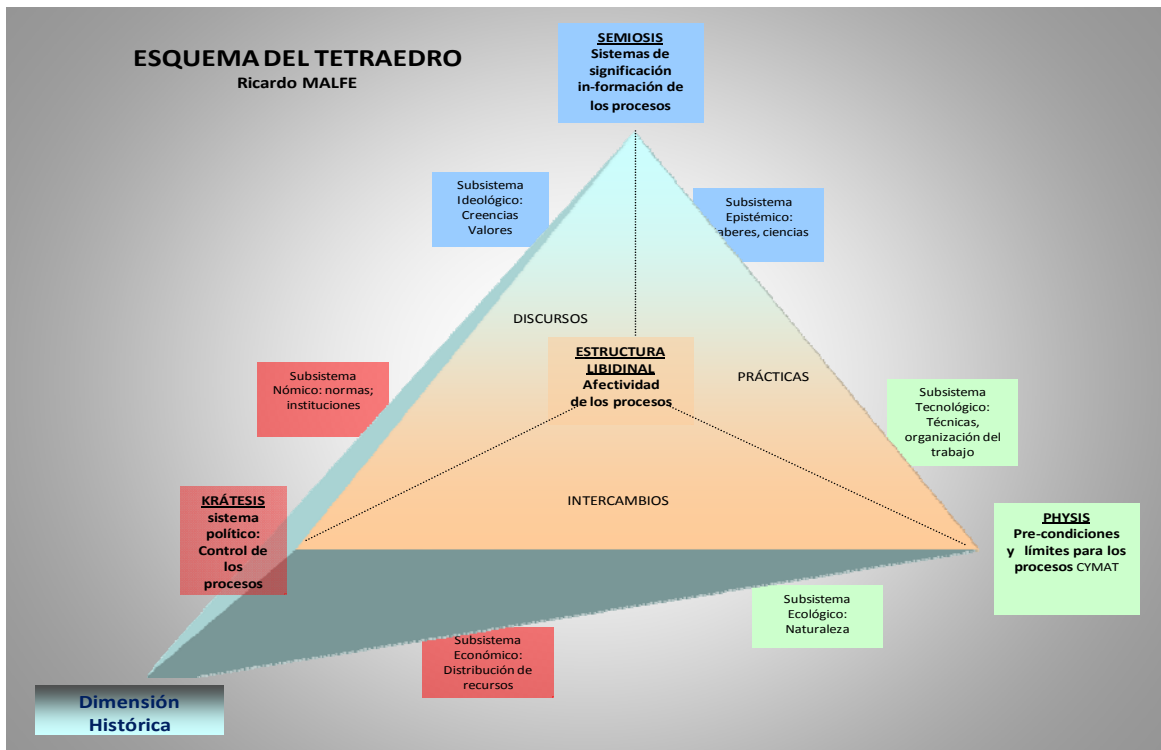 ESQUEMA DEL TETRAEDRO
Ricardo MALFE
SEMIOSIS
Sistemas de
significación
in-formación de
los procesos
Subsistema
Ideológico:
Creencias
Valores
Subsistema
Epistémico:
aberes, ciencias
DISCURSOS
ESTRUCTURA
LIBIDINAL
Afectividad
de los procesos
PRÁCTICAS
Subsistema
Nómico: normas;
instituciones
Subsistema
Tecnológico:
Técnicas,
organización del
trabajo
INTERCAMBIOS
KRÁTESIS
sistema
político:
Control de
los
procesos
PHYSIS
Pre-condiciones
y límites para los
procesos CYMAT
Subsistema
Ecológico:
Naturaleza
Subsistema
Económico:
Distribución de
recursos
Dimensión
Histórica